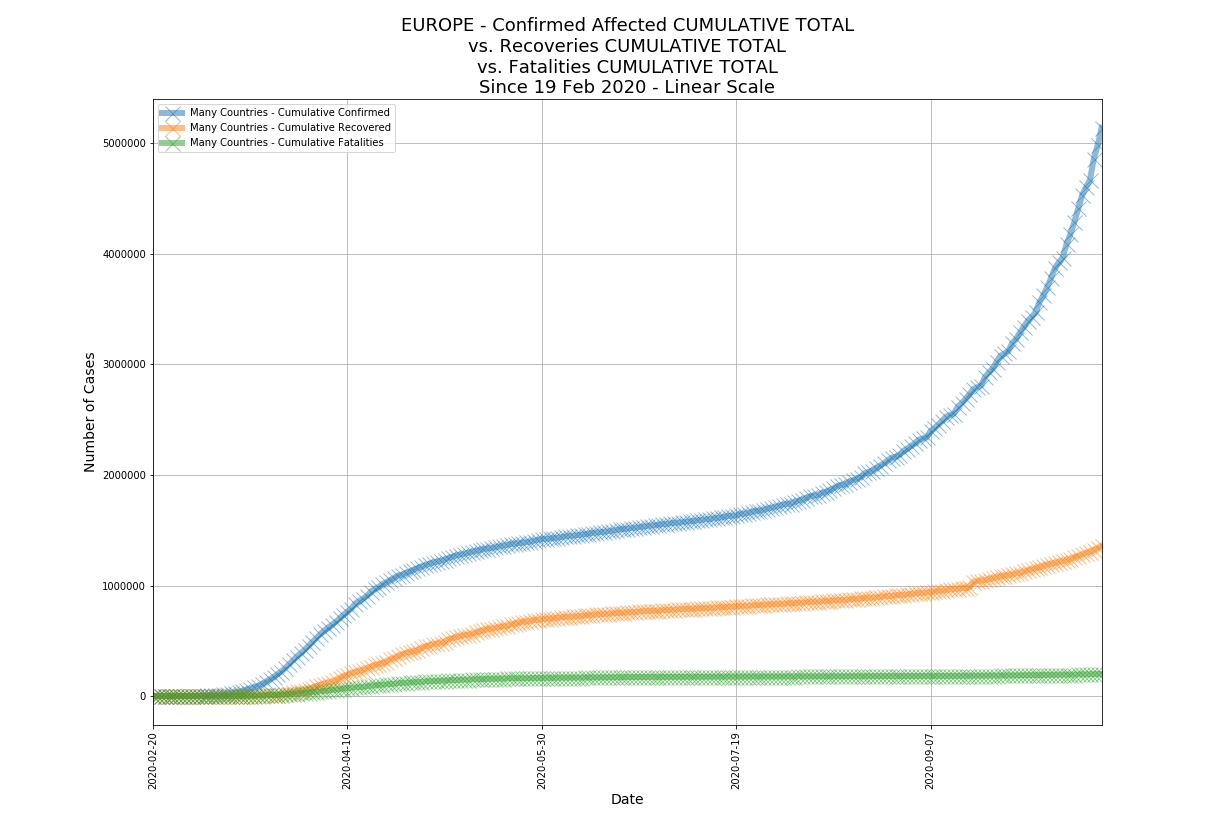 EUROPE - Confirmed Affected CUMULATIVE TOTAL
vs. Recoveries CUMULATIVE TOTAL
vs. Fatalities CUMULATIVE TOTAL
Since 19 Feb 2020 - Linear Scale
Many Countries - Cumulative Confirmed
Many Countries - Cumulative Recovered
Many Countries - Cumulative Fatalities
Number of Cases
5000000
4000000
3000000
2000000
1000000
0
2020-02-20
2020-04-10
2020-05-30
2020-07-19
2020-09-07
Date